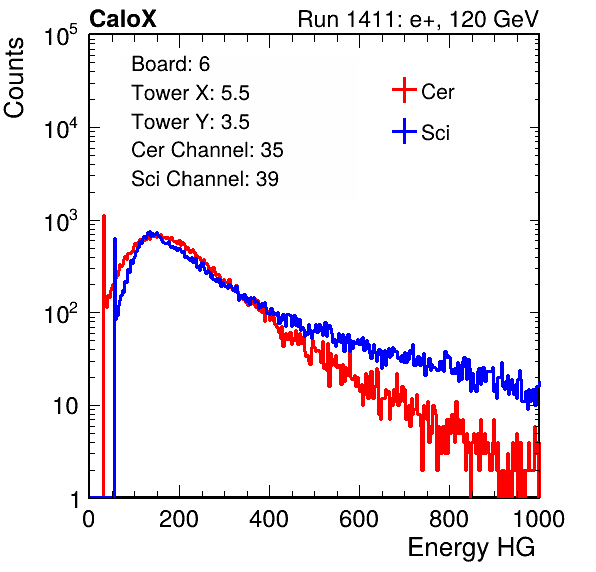 CaloX Run 1411: e+, 120 GeV
Board: 6
Tower X: 5.5
Tower Y: 3.5
Cer Channel: 35
Sci Channel: 39
Cer
Sci
Counts
10^5
10^4
10^3
10^2
10
1
0 200 400 600 800 1000
Energy HG